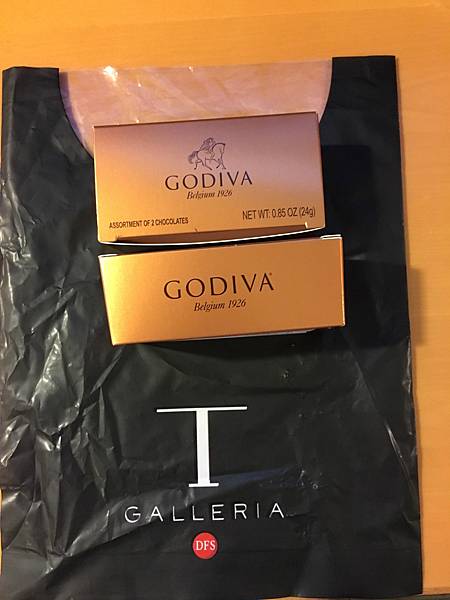 GODIVA
Belgium 1926
ASSORTMENT OF 2 CHOCOLATES
NET WT: 0.85 OZ (24g)
GODIVA®
Belgium 1926
T
GALLERIA
DFS